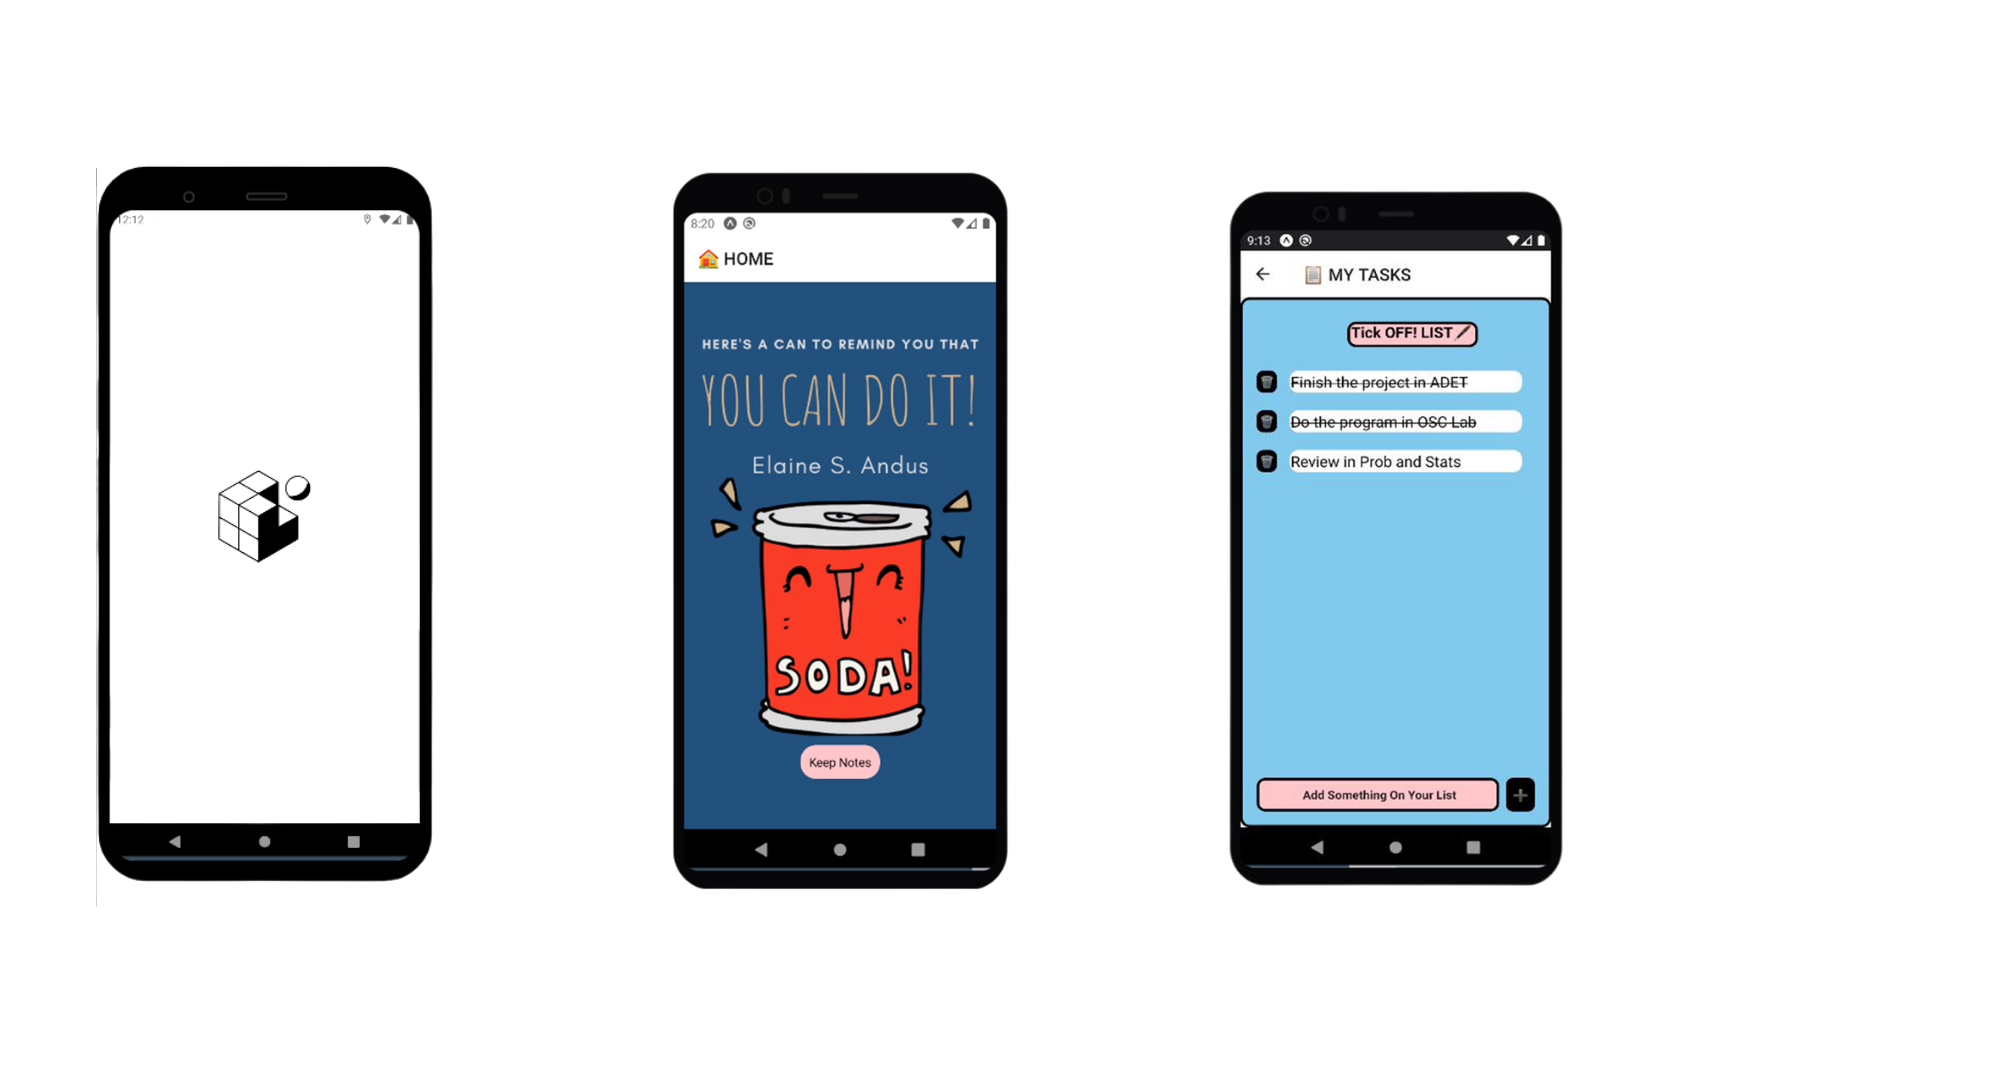 12:12
8:20
HOME
HERE'S A CAN TO REMIND YOU THAT
YOU CAN DO IT!
Elaine S. Andus
SODA!
Keep Notes
9:13
MY TASKS
Tick OFF! LIST
Finish the project in ADET
Do the program in OSC Lab
Review in Prob and Stats
Add Something On Your List
+